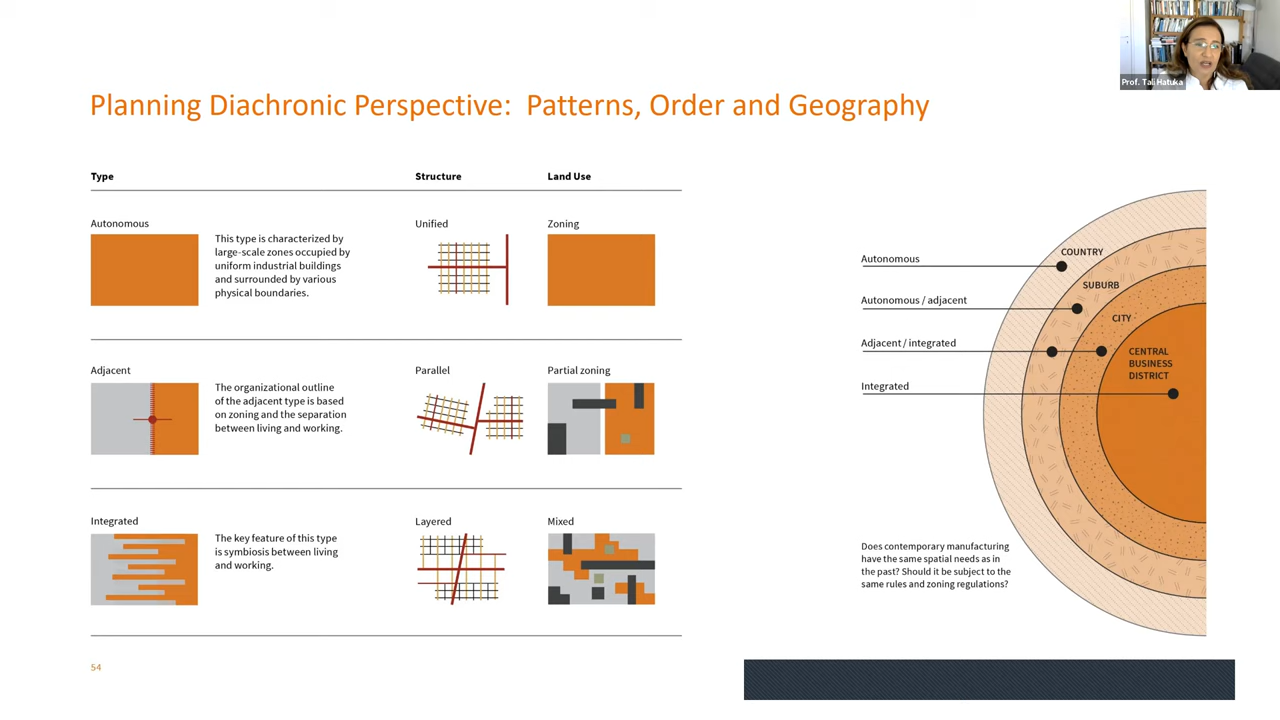 Prof. Tali Hatuka
Planning Diachronic Perspective: Patterns, Order and Geography
Type
Structure
Land Use
Autonomous
This type is characterized by
large-scale zones occupied by
uniform industrial buildings
and surrounded by various
physical boundaries.
Unified
Zoning
Adjacent
The organizational outline
of the adjacent type is based
on zoning and the separation
between living and working.
Parallel
Partial zoning
Integrated
The key feature of this type
is symbiosis between living
and working.
Layered
Mixed
Autonomous
Autonomous / adjacent
Adjacent / integrated
Integrated
COUNTRY
SUBURB
CITY
CENTRAL
BUSINESS
DISTRICT
Does contemporary manufacturing
have the same spatial needs as in
the past? Should it be subject to the
same rules and zoning regulations?
54